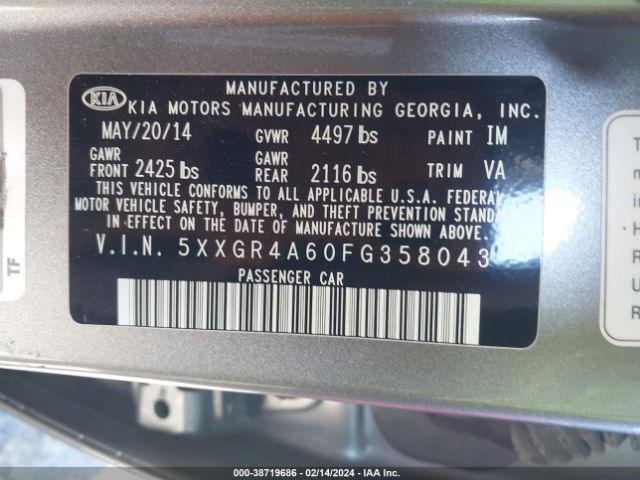 KIA
MANUFACTURED BY
KIA MOTORS MANUFACTURING GEORGIA, INC.
MAY/20/14 GVWR 4497 lbs PAINT IM
GAWR FRONT 2425 lbs GAWR REAR 2116 lbs TRIM VA
THIS VEHICLE CONFORMS TO ALL APPLICABLE U.S.A. FEDERAL
MOTOR VEHICLE SAFETY, BUMPER, AND THEFT PREVENTION STANDARDS
IN EFFECT ON THE DATE OF MANUFACTURE SHOWN ABOVE.
V.I.N. 5XXGR4A60FG358043
PASSENGER CAR
TF
000-38719686 - 02/14/2024 - IAA Inc.